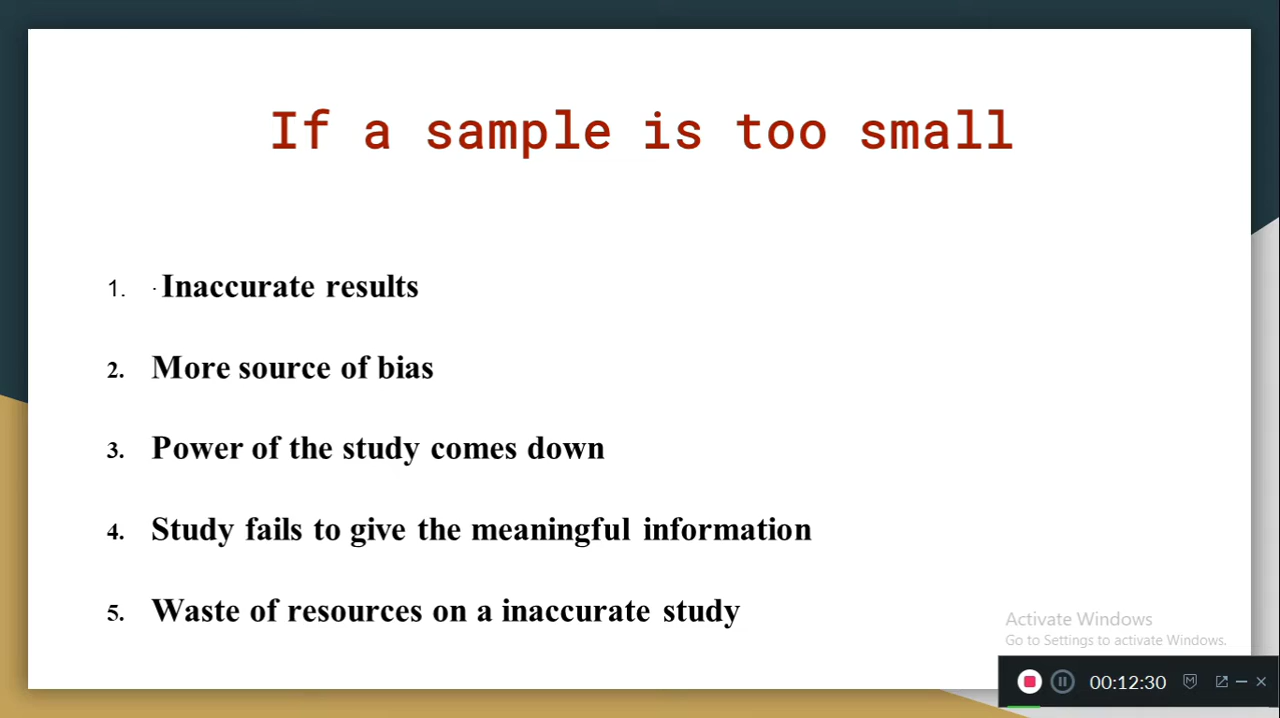 If a sample is too small
1. · Inaccurate results
2. More source of bias
3. Power of the study comes down
4. Study fails to give the meaningful information
5. Waste of resources on a inaccurate study
Activate Windows
Go to Settings to activate Windows.
00:12:30